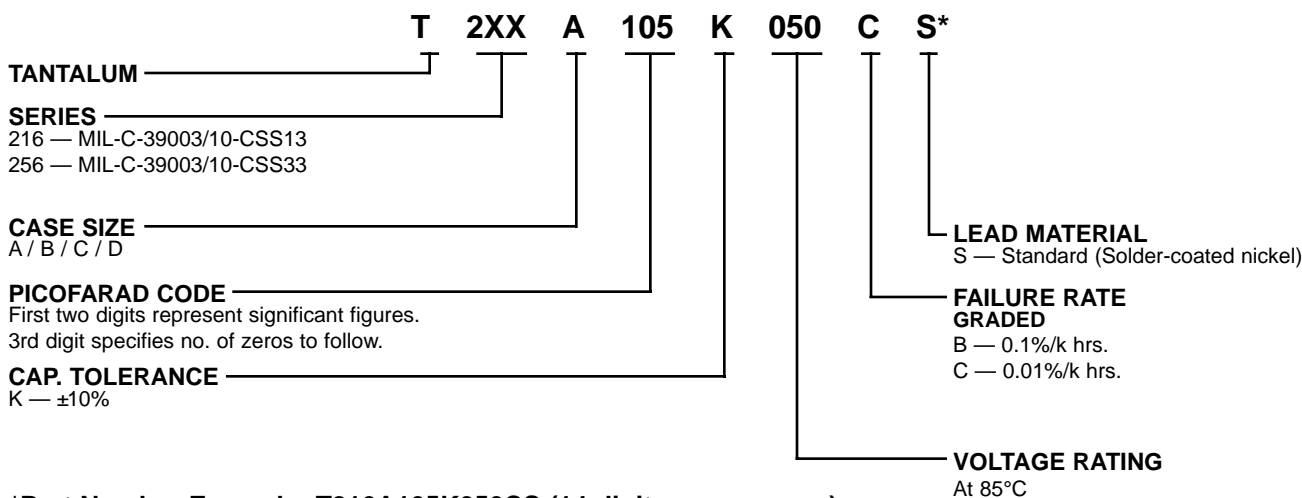 T 2XX A 105 K 050 C S*
TANTALUM
SERIES
216 — MIL-C-39003/10-CSS13
256 — MIL-C-39003/10-CSS33
CASE SIZE
A / B / C / D
PICOFARAD CODE
First two digits represent significant figures.
3rd digit specifies no. of zeros to follow.
CAP. TOLERANCE
K — ±10%
LEAD MATERIAL
S — Standard (Solder-coated nickel)
FAILURE RATE
GRADED
B — 0.1%/k hrs.
C — 0.01%/k hrs.
VOLTAGE RATING
At 85°C